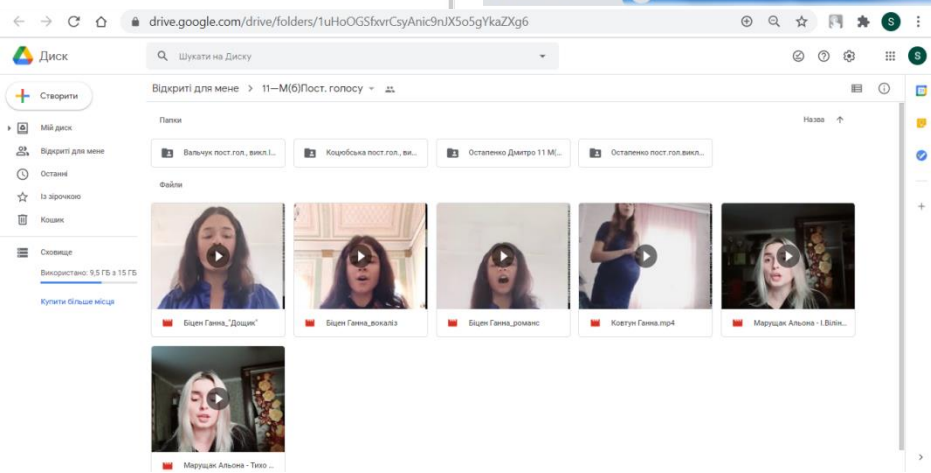 drive.google.com/drive/folders/1uHoOGSfxvrCsyAnic9nJX5o5gYkaZXg6
S
Диск
Шукати на Диску
S
Створити
Відкриті для мене > 11—М(б)Пост. голосу
Мій диск
Відкриті для мене
Останні
Із зірочкою
Кошик
Сховище
Використано: 9,5 ГБ з 15 ГБ
Купити більше місця
Папки
Назва
Вальчук пост.гол., викл.І...
Коцюбська пост.гол., ви...
Остапенко Дмитро 11 М(...
Остапенко пост.гол.викл...
Файли
Біцен Ганна_"Дощик"
Біцен Ганна_вокаліз
Біцен Ганна_романс
Ковтун Ганна.mp4
Марущак Альона - І.Вілін...
Марущак Альона - Тихо ...